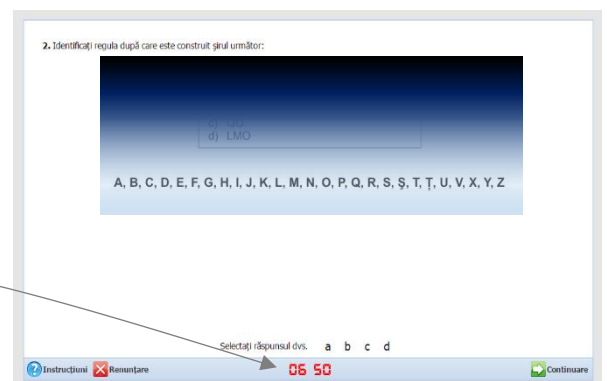 2. Identificați regula după care este construit șirul următor:
d) LMO
A, B, C, D, E, F, G, H, I, J, K, L, M, N, O, P, Q, R, S, Ş, T, Ţ, U, V, X, Y, Z
Selectați răspunsul dvs. a b c d
Instrucțiuni Renunțare 06 50 Continuare